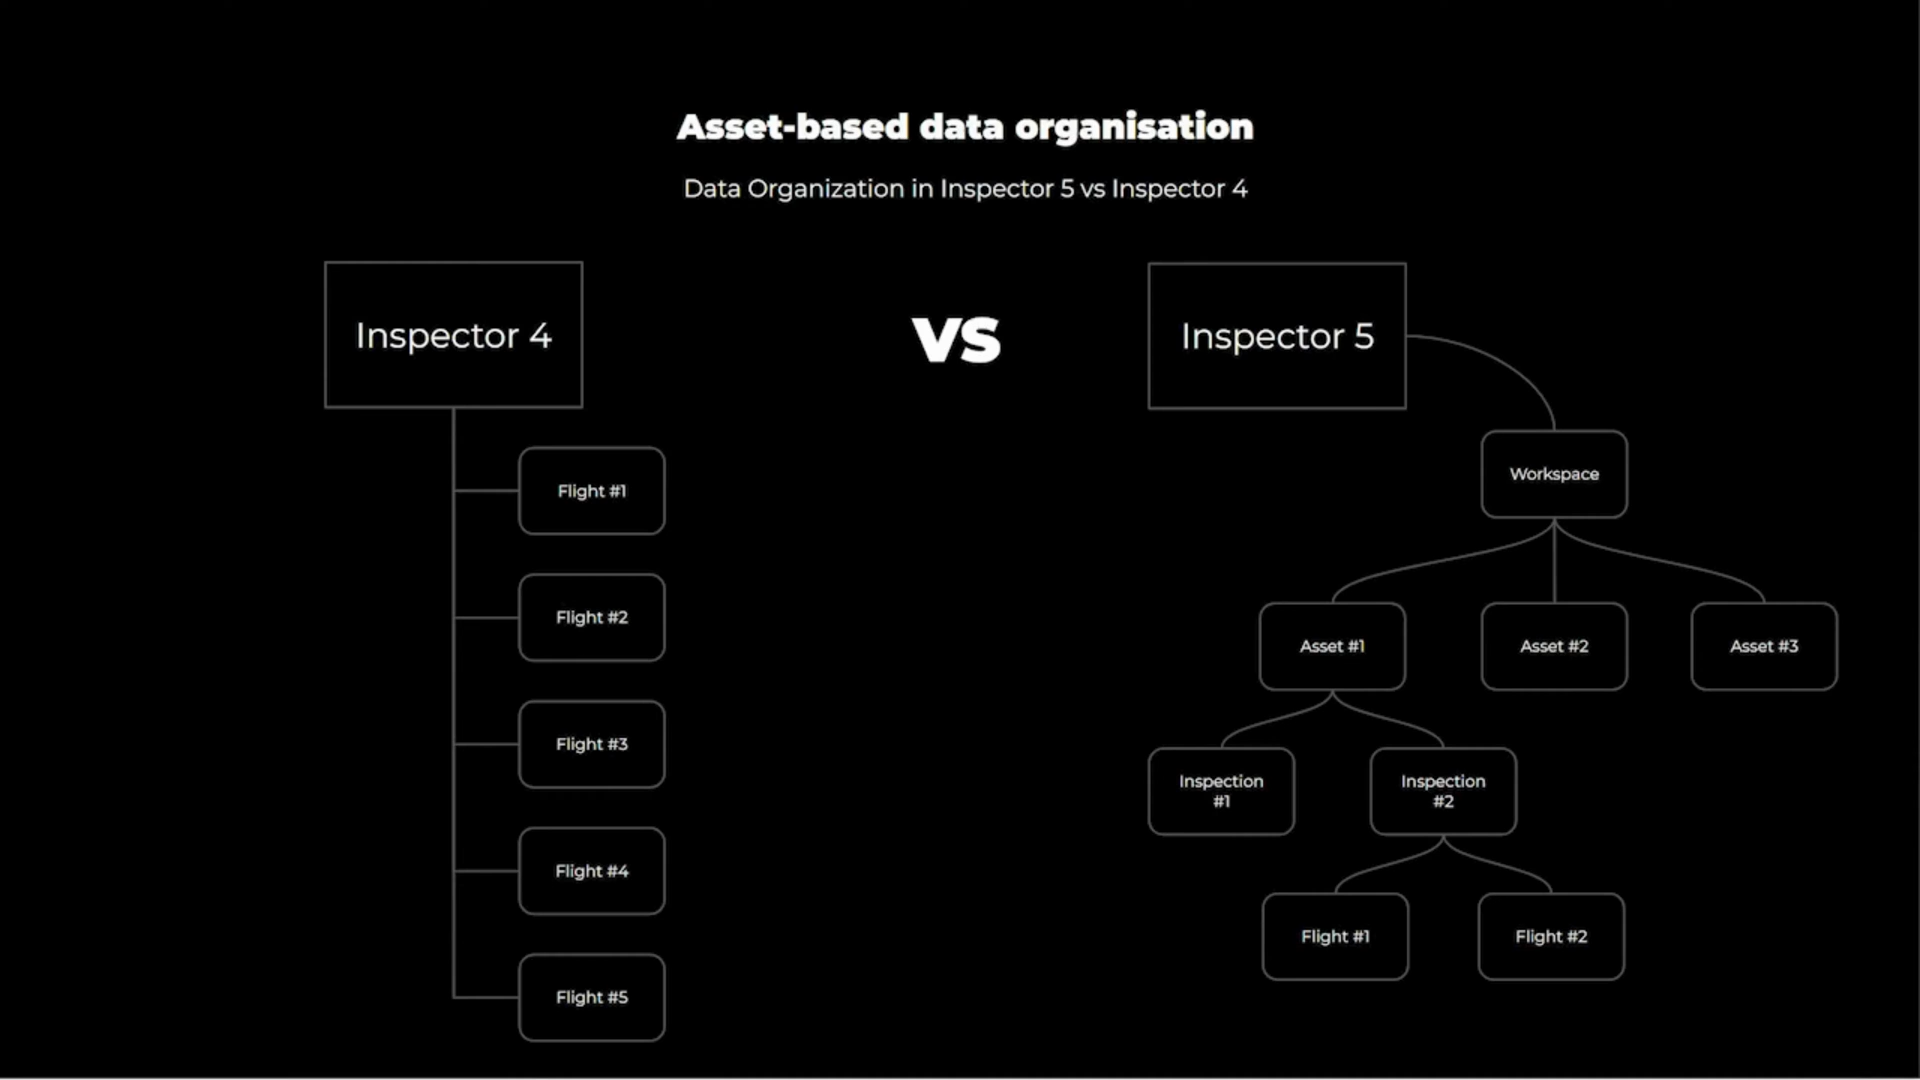 Asset-based data organisation
Data Organization in Inspector 5 vs Inspector 4
Inspector 4
VS
Inspector 5
Flight #1
Flight #2
Flight #3
Flight #4
Flight #5
Workspace
Asset #1
Asset #2
Asset #3
Inspection
#1
Inspection
#2
Flight #1
Flight #2